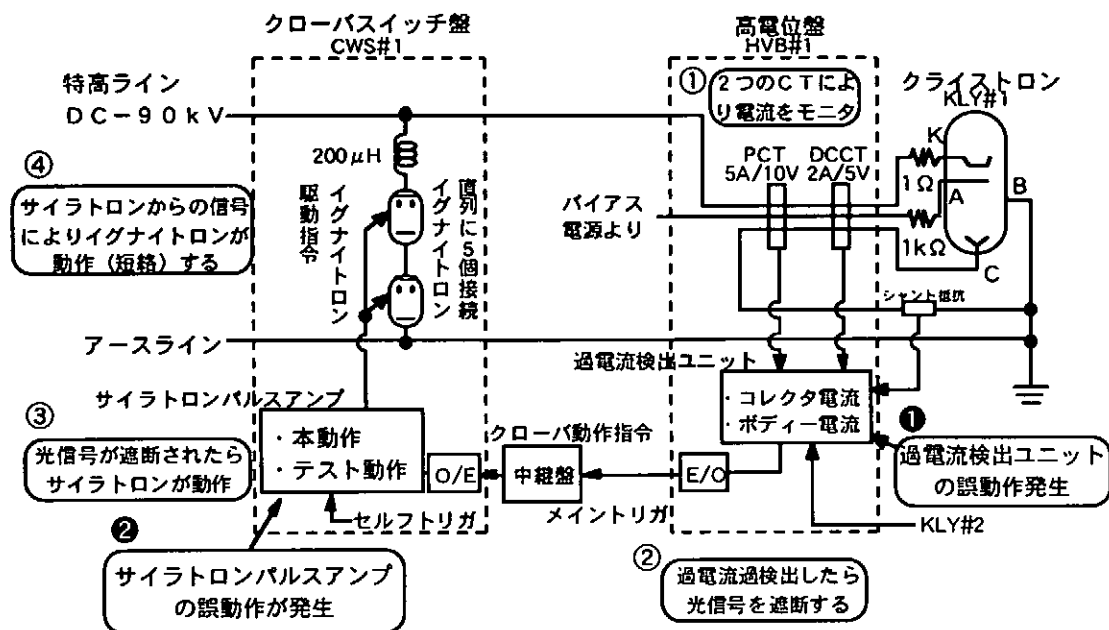 クローバスイッチ盤
CWS#1
高電位盤
HVB#1
特高ライン
DC-90kV
①
2つのCTによ
り電流をモニタ
クライストロン
KLY#1
200μH
PCT
5A/10V
DCCT
2A/5V
K
1Ω
A
B
1kΩ
C
④
サイラトロンからの信号
によりイグナイトロンが
動作(短絡)する
イグナイトロン
駆動指令
直列に5個接続
イグナイトロン
バイアス
電源より
シャント抵抗
アースライン
過電流検出ユニット
・コレクタ電流
・ボディー電流
サイラトロンパルスアンプ
・本動作
・テスト動作
③
光信号が遮断されたら
サイラトロンが動作
O/E
クローバ動作指令
中継盤
E/O
❶
過電流検出ユニット
の誤動作発生
セルフトリガ
メイントリガ
KLY#2
❷
サイラトロンパルスアンプ
の誤動作が発生
②
過電流過検出したら
光信号を遮断する